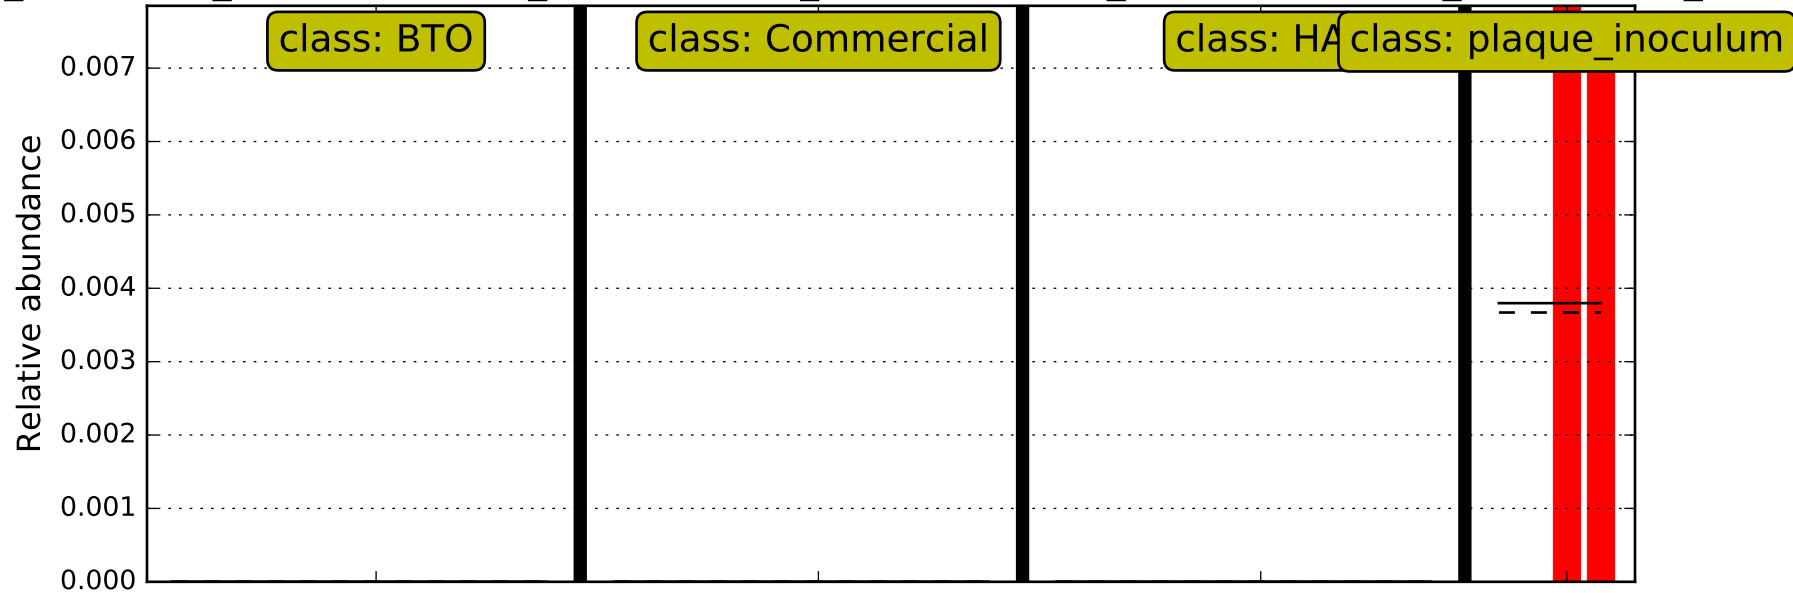 class: BTO
class: Commercial
class: HA
class: plaque_inoculum
0.007
0.006
0.005
0.004
0.003
0.002
0.001
0.000
Relative abundance